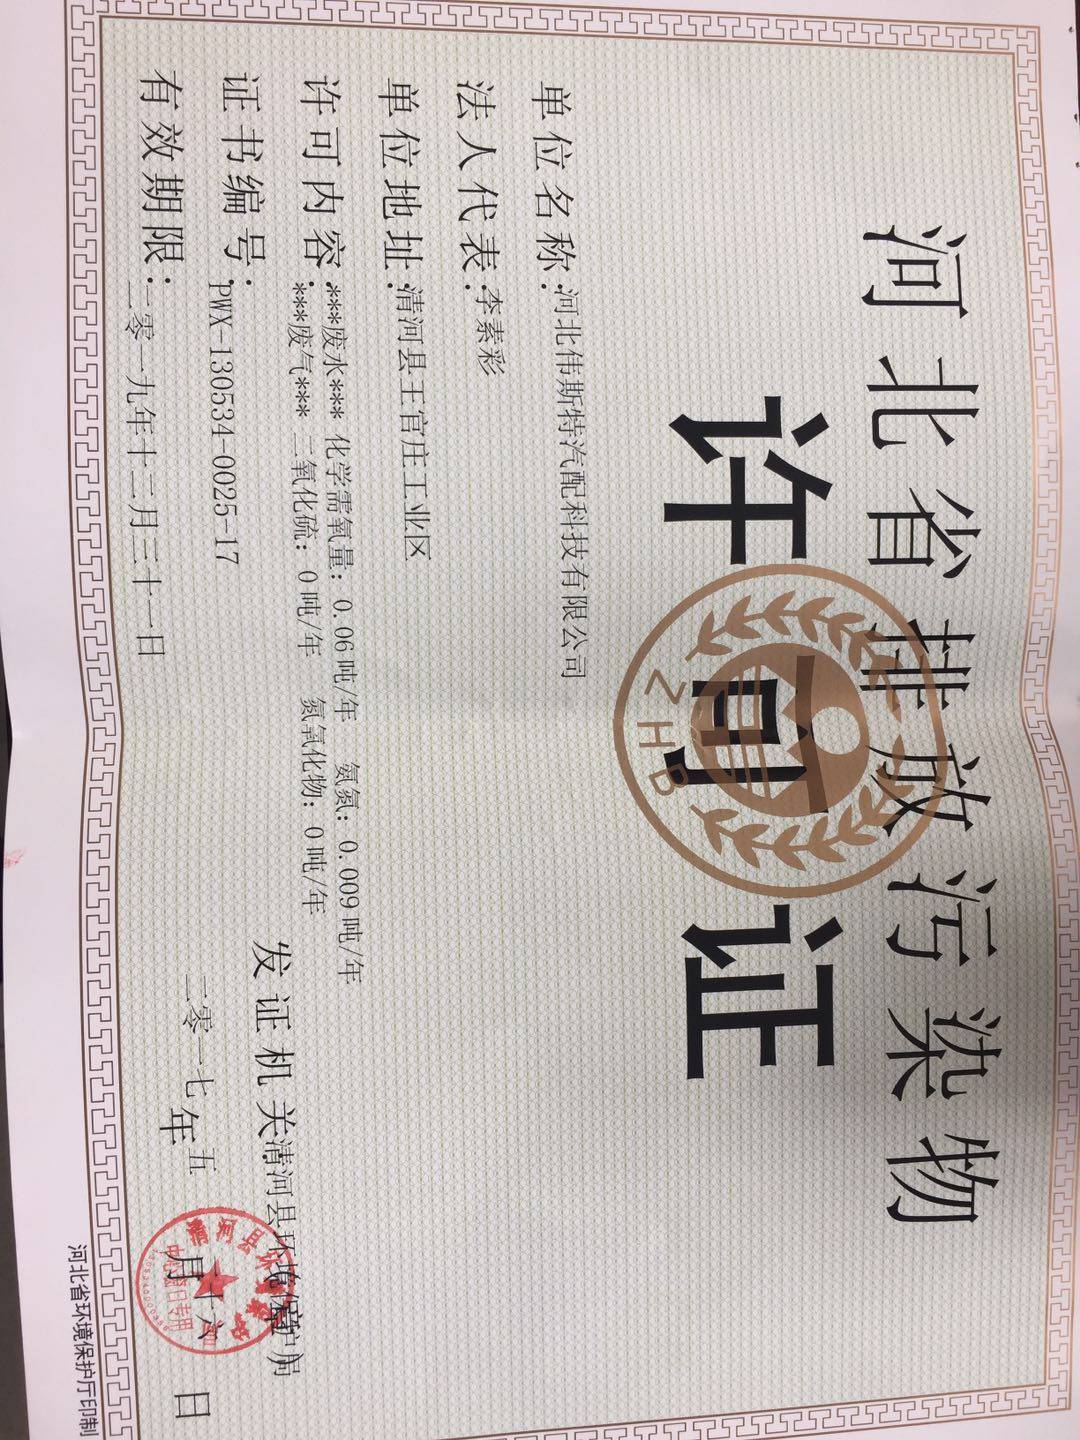 河北省排放污染物
许可证
ZHB
单位名称：河北伟斯特汽配科技有限公司
法人代表：李素彩
单位地址：清河县王官庄工业区
许可内容：***废水*** 化学需氧量：0.06吨/年 氨氮：0.009吨/年
***废气*** 二氧化硫：0吨/年 氮氧化物：0吨/年
证书编号：PWX-130534-0025-17
有效期限：二零一九年十二月三十一日
发证机关清河县环境保护局
二零一七年五月十六日
清河县环
河北省环境保护厅印制